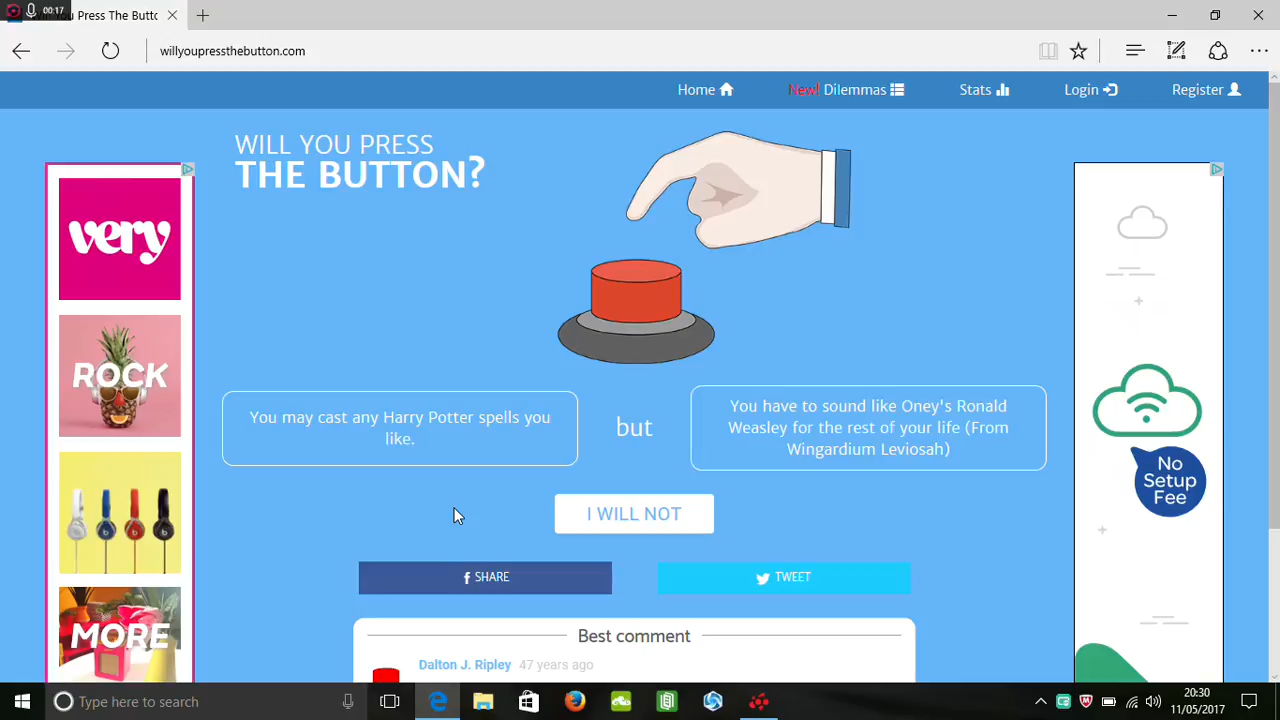 00:17
Will You Press The Butto
willyoupressthebutton.com
Home
New! Dilemmas
Stats
Login
Register
WILL YOU PRESS
THE BUTTON?
very
ROCK
MORE
You may cast any Harry Potter spells you
like.
but
You have to sound like Oney's Ronald
Weasley for the rest of your life (From
Wingardium Leviosah)
No
Setup
Fee
I WILL NOT
SHARE
TWEET
Best comment
Dalton J. Ripley 47 years ago
Type here to search
20:30
11/05/2017